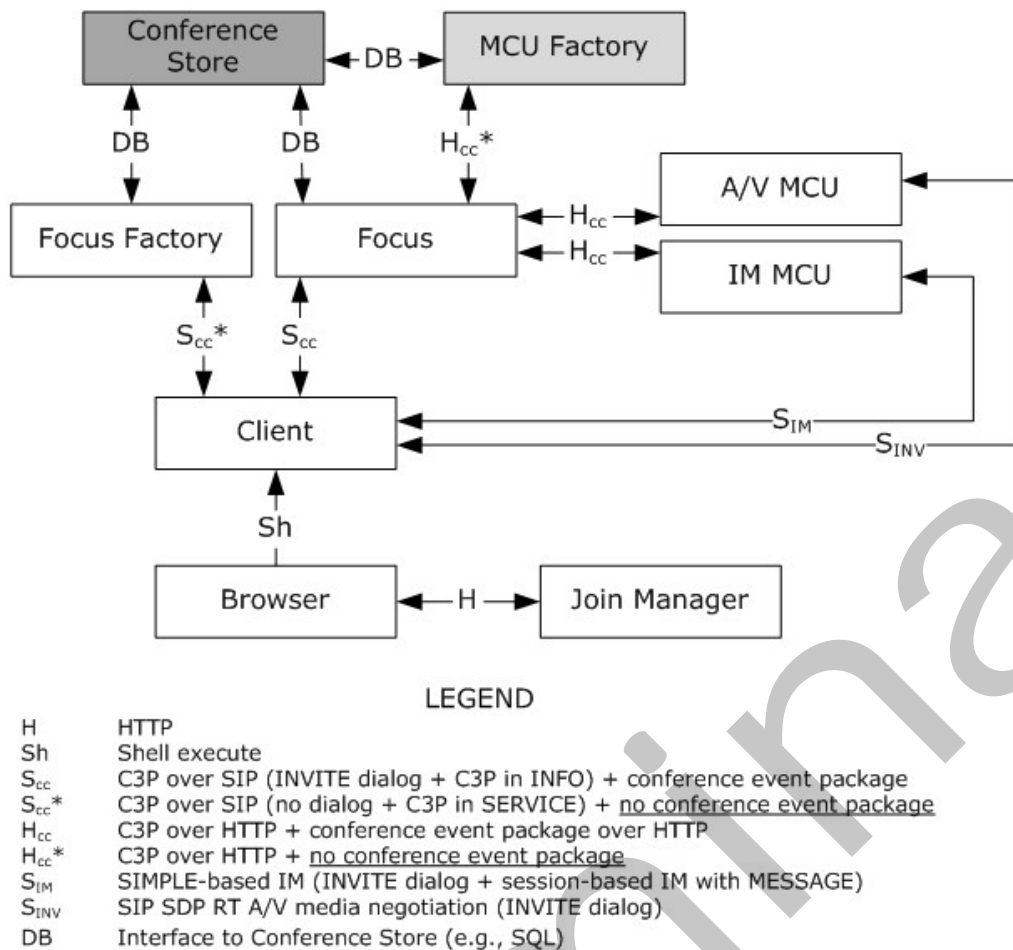 Conference
Store
DB
MCU Factory
DB
DB
Hcc*
A/V MCU
Focus Factory
Focus
Hcc
Hcc
IM MCU
Scc*
Scc
Client
SIM
SINV
Sh
Browser
H
Join Manager
LEGEND
H HTTP
Sh Shell execute
Scc C3P over SIP (INVITE dialog + C3P in INFO) + conference event package
Scc* C3P over SIP (no dialog + C3P in SERVICE) + no conference event package
Hcc C3P over HTTP + conference event package over HTTP
Hcc* C3P over HTTP + no conference event package
SIM SIMPLE-based IM (INVITE dialog + session-based IM with MESSAGE)
SINV SIP SDP RT A/V media negotiation (INVITE dialog)
DB Interface to Conference Store (e.g., SQL)